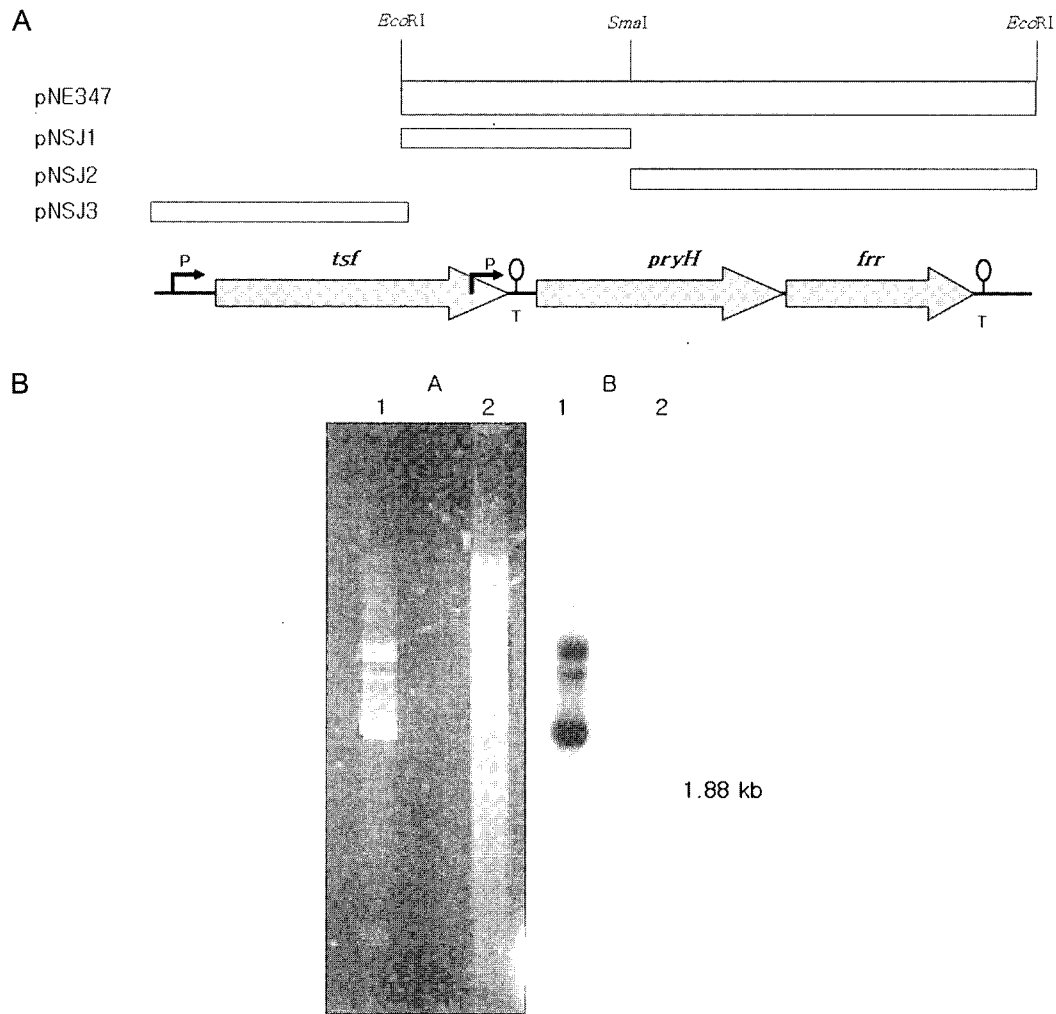 A
EcoRI SmaI EcoRI
pNE347
pNSJ1
pNSJ2
pNSJ3
P tsf P pryH frr
T T
B
A B
1 2 1 2
1.88 kb